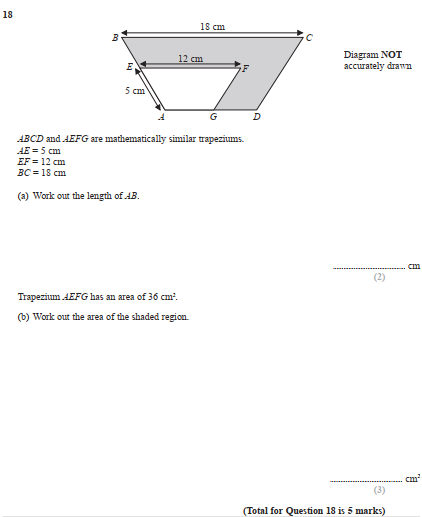 18
18 cm
B
C
12 cm
E
F
Diagram NOT
accurately drawn
5 cm
A
G
D
ABCD and AEFG are mathematically similar trapeziums.
AE = 5 cm
EF = 12 cm
BC = 18 cm
(a) Work out the length of AB.
.............................. cm
(2)
Trapezium AEFG has an area of 36 cm².
(b) Work out the area of the shaded region.
.............................. cm²
(3)
(Total for Question 18 is 5 marks)